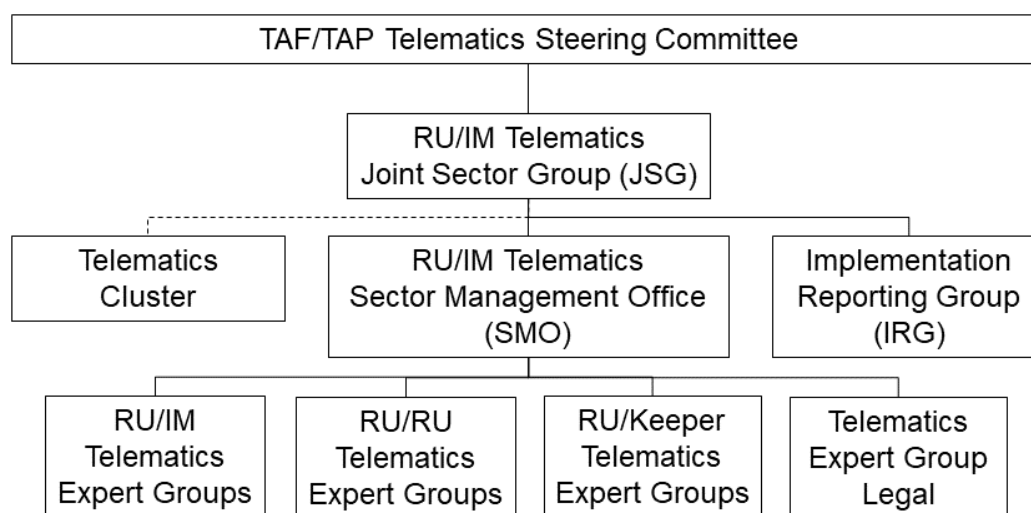 TAF/TAP Telematics Steering Committee
RU/IM Telematics
Joint Sector Group (JSG)
Telematics
Cluster
RU/IM Telematics
Sector Management Office
(SMO)
Implementation
Reporting Group
(IRG)
RU/IM
Telematics
Expert Groups
RU/RU
Telematics
Expert Groups
RU/Keeper
Telematics
Expert Groups
Telematics
Expert Group
Legal